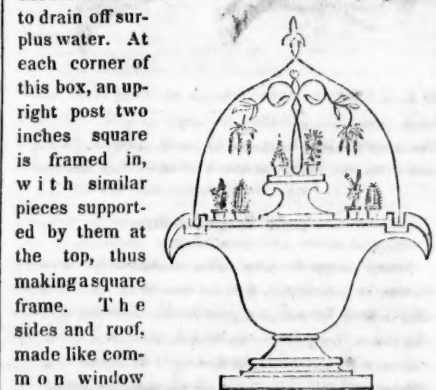 to drain off sur-
plus water. At
each corner of
this box, an up-
right post two
inches square
is framed in,
with similar
pieces support-
ed by them at
the top, thus
making a square
frame. The
sides and roof,
made like com-
mon window